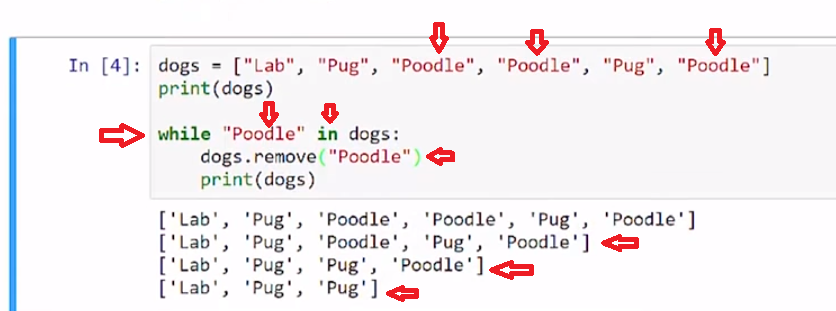 In [4]: dogs = ["Lab", "Pug", "Poodle", "Poodle", "Pug", "Poodle"]
print(dogs)
while "Poodle" in dogs:
dogs.remove("Poodle")
print(dogs)
['Lab', 'Pug', 'Poodle', 'Poodle', 'Pug', 'Poodle']
['Lab', 'Pug', 'Poodle', 'Pug', 'Poodle']
['Lab', 'Pug', 'Pug', 'Poodle']
['Lab', 'Pug', 'Pug']